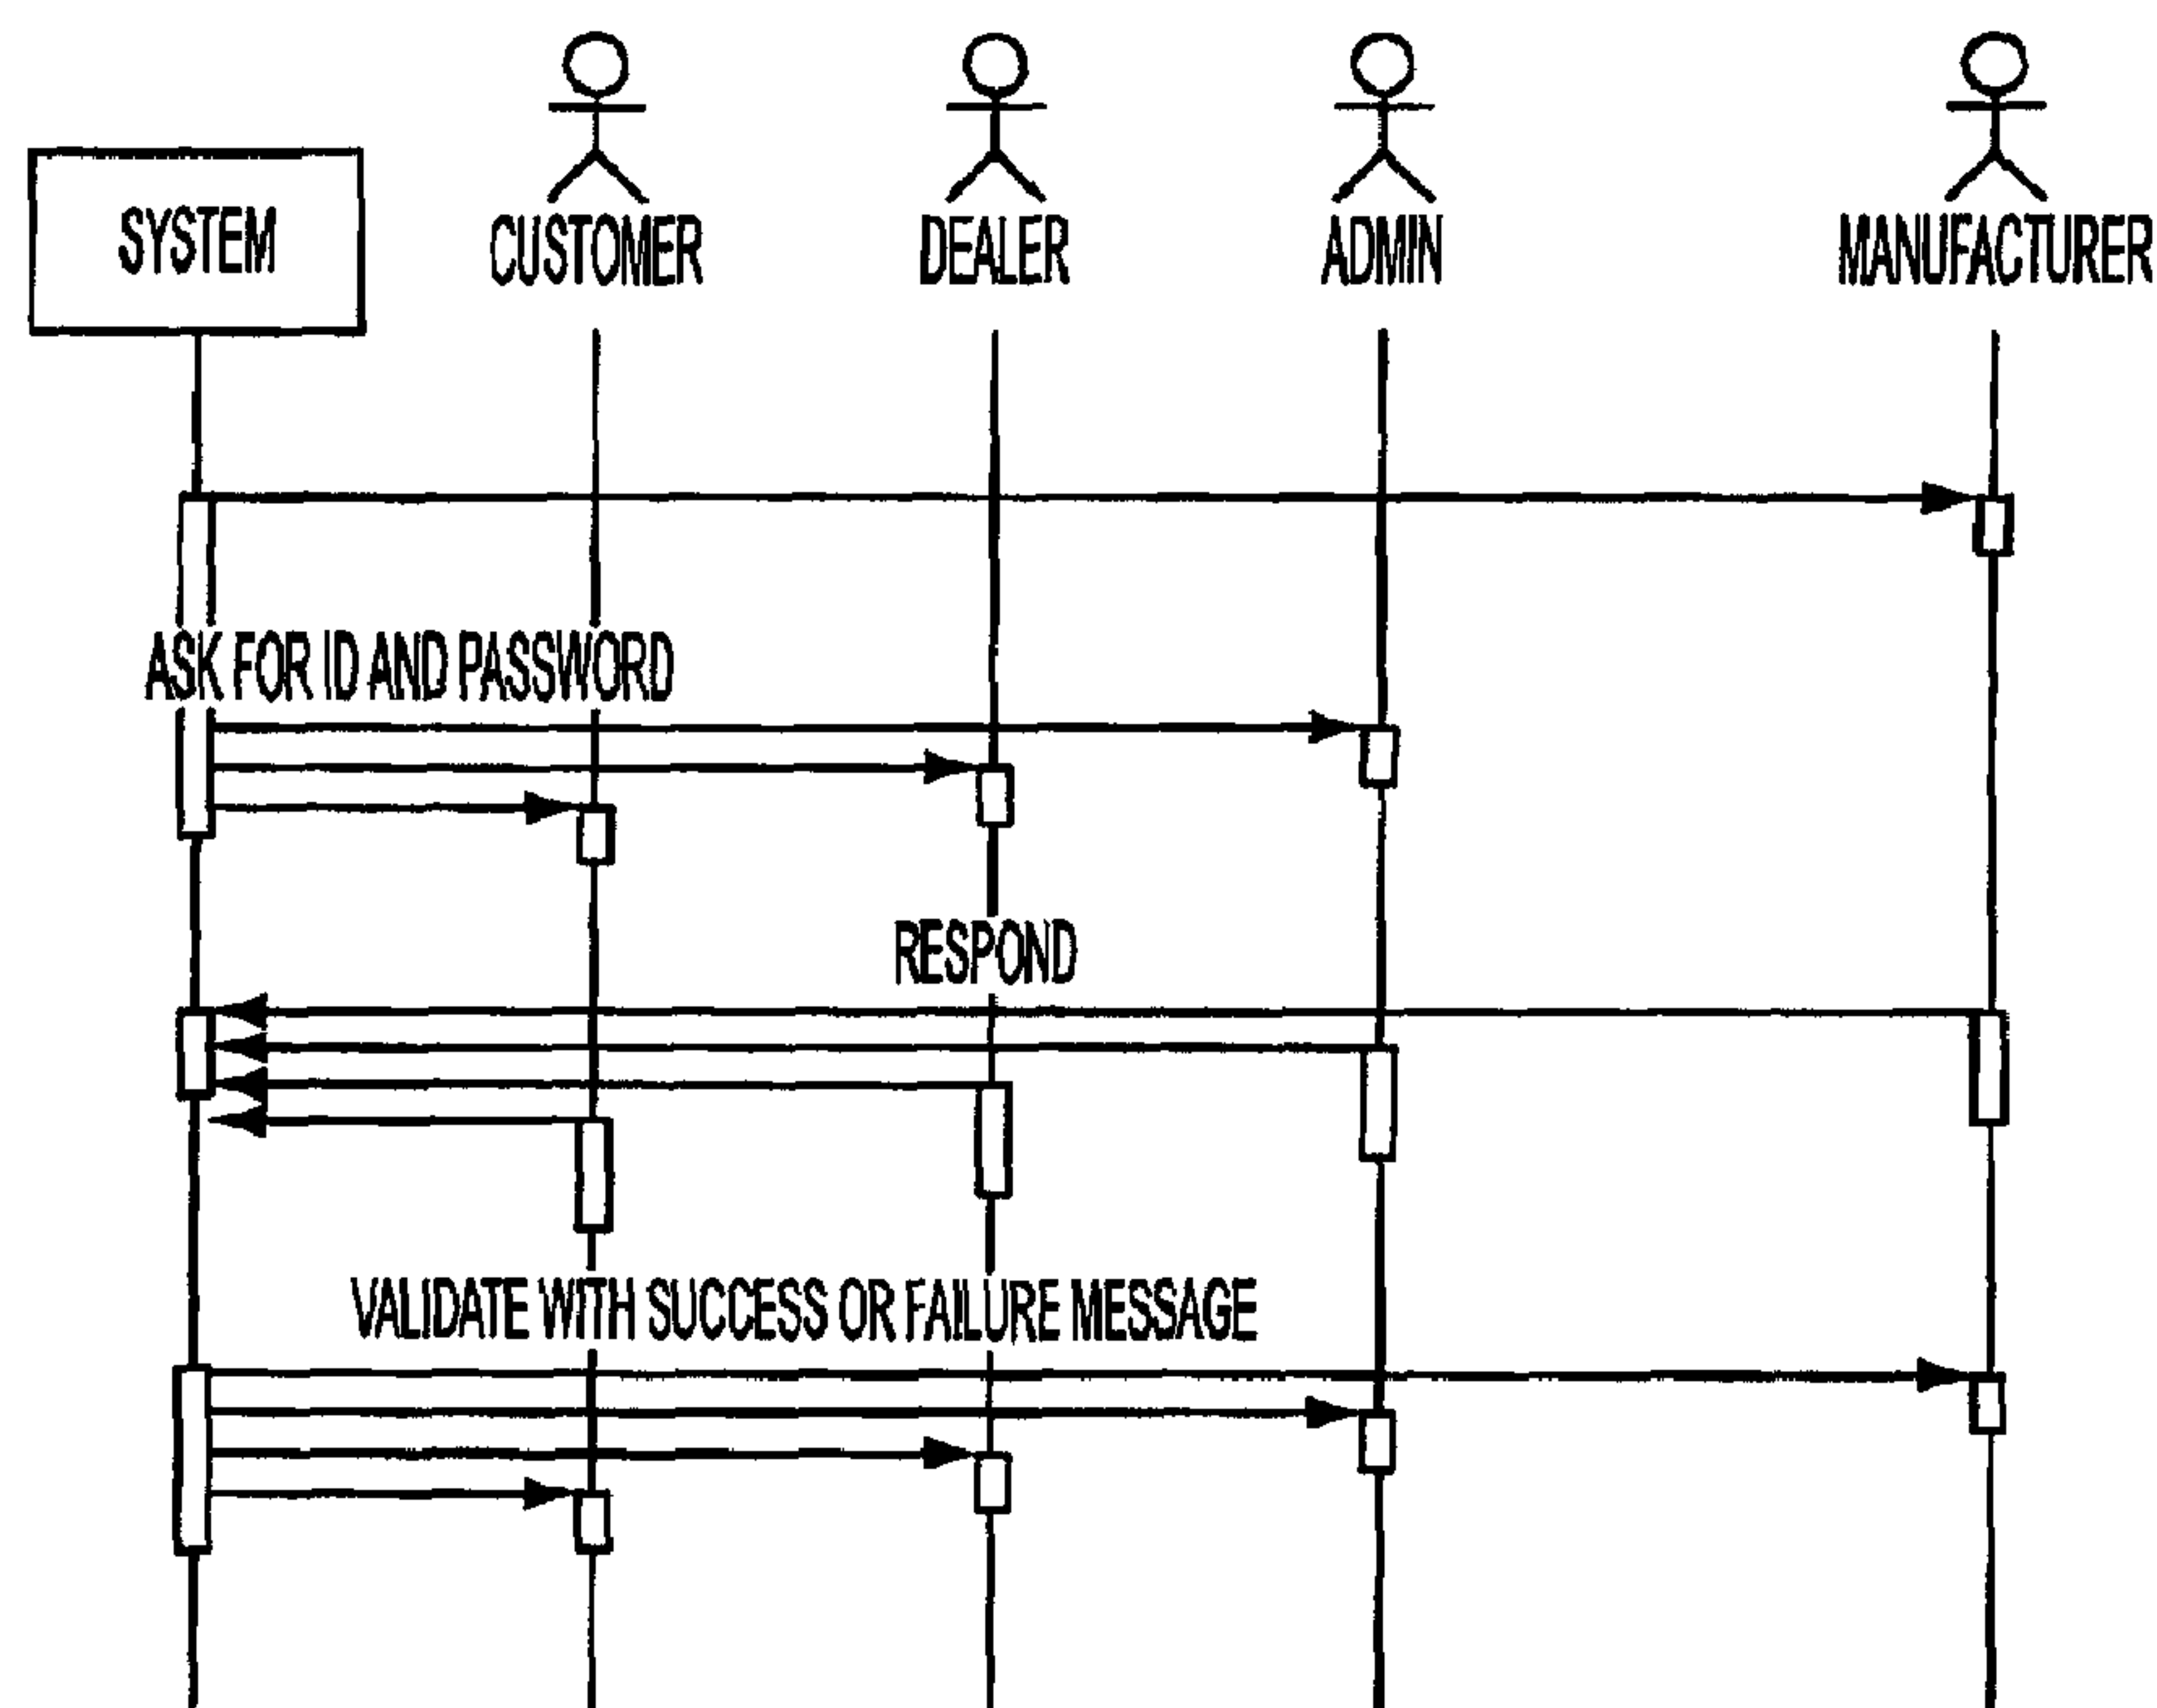 SYSTEM
CUSTOMER
DEALER
ADMIN
MANUFACTURER
ASK FOR ID AND PASSWORD
RESPOND
VALIDATE WITH SUCCESS OR FAILURE MESSAGE